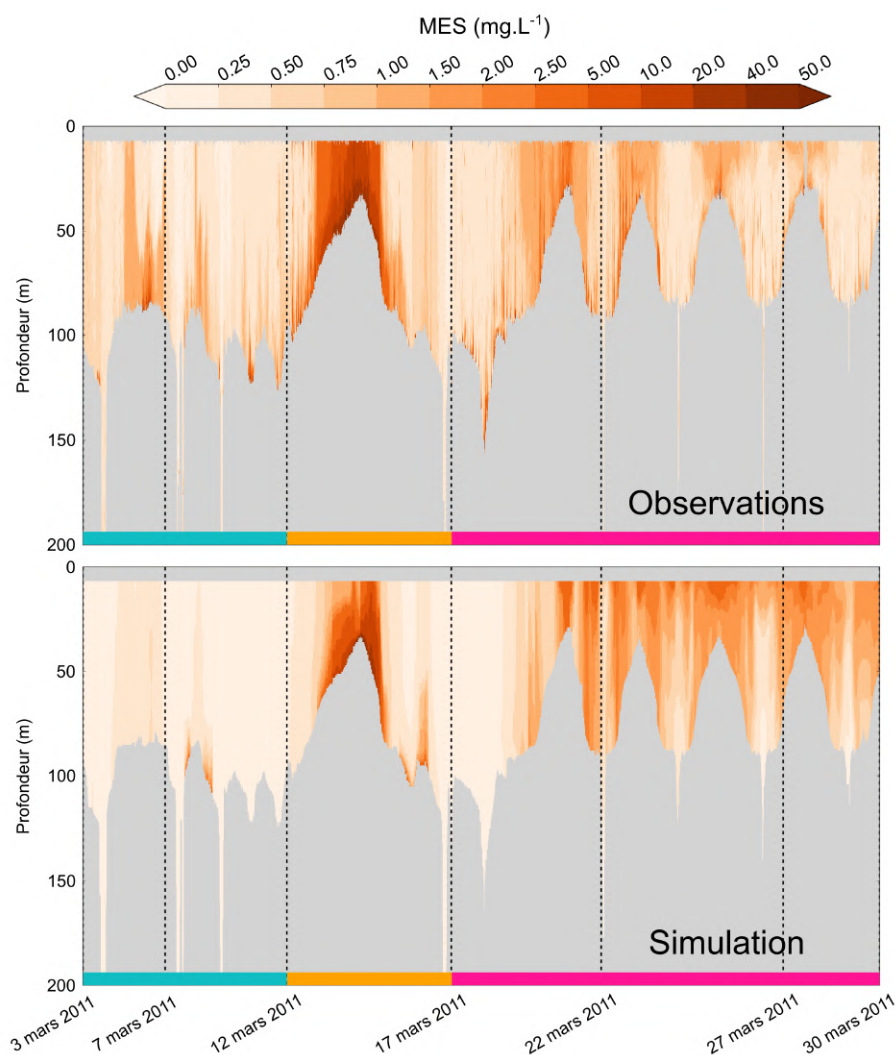 MES (mg.L-1)
0.00 0.25 0.50 0.75 1.00 1.50 2.00 2.50 5.00 10.0 20.0 40.0 50.0
0
50
100
150
200
Profondeur (m)
Observations
0
50
100
150
200
Profondeur (m)
Simulation
3 mars 2011 7 mars 2011 12 mars 2011 17 mars 2011 22 mars 2011 27 mars 2011 30 mars 2011